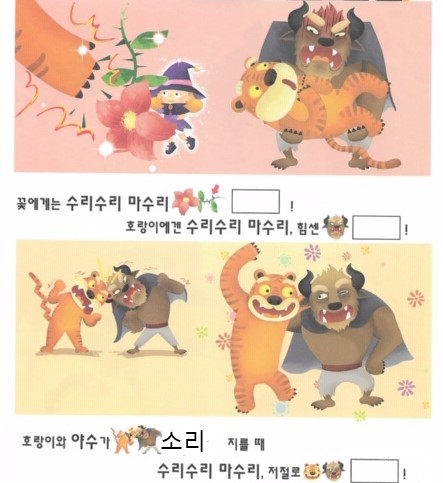 꽃에게는 수리수리 마수리 !
호랑이에겐 수리수리 마수리, 힘센 !
호랑이와 야수가 소리 지를 때
수리수리 마수리, 저절로 !